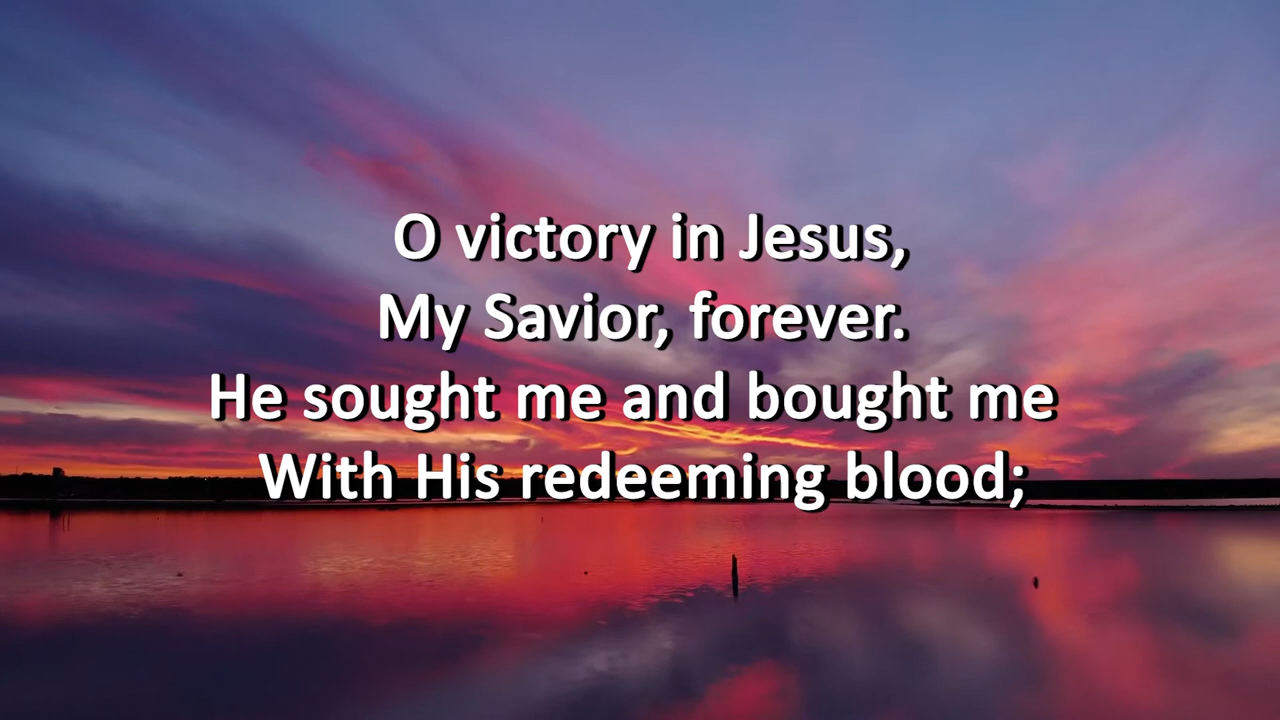 O victory in Jesus,
My Savior, forever.
He sought me and bought me
With His redeeming blood;